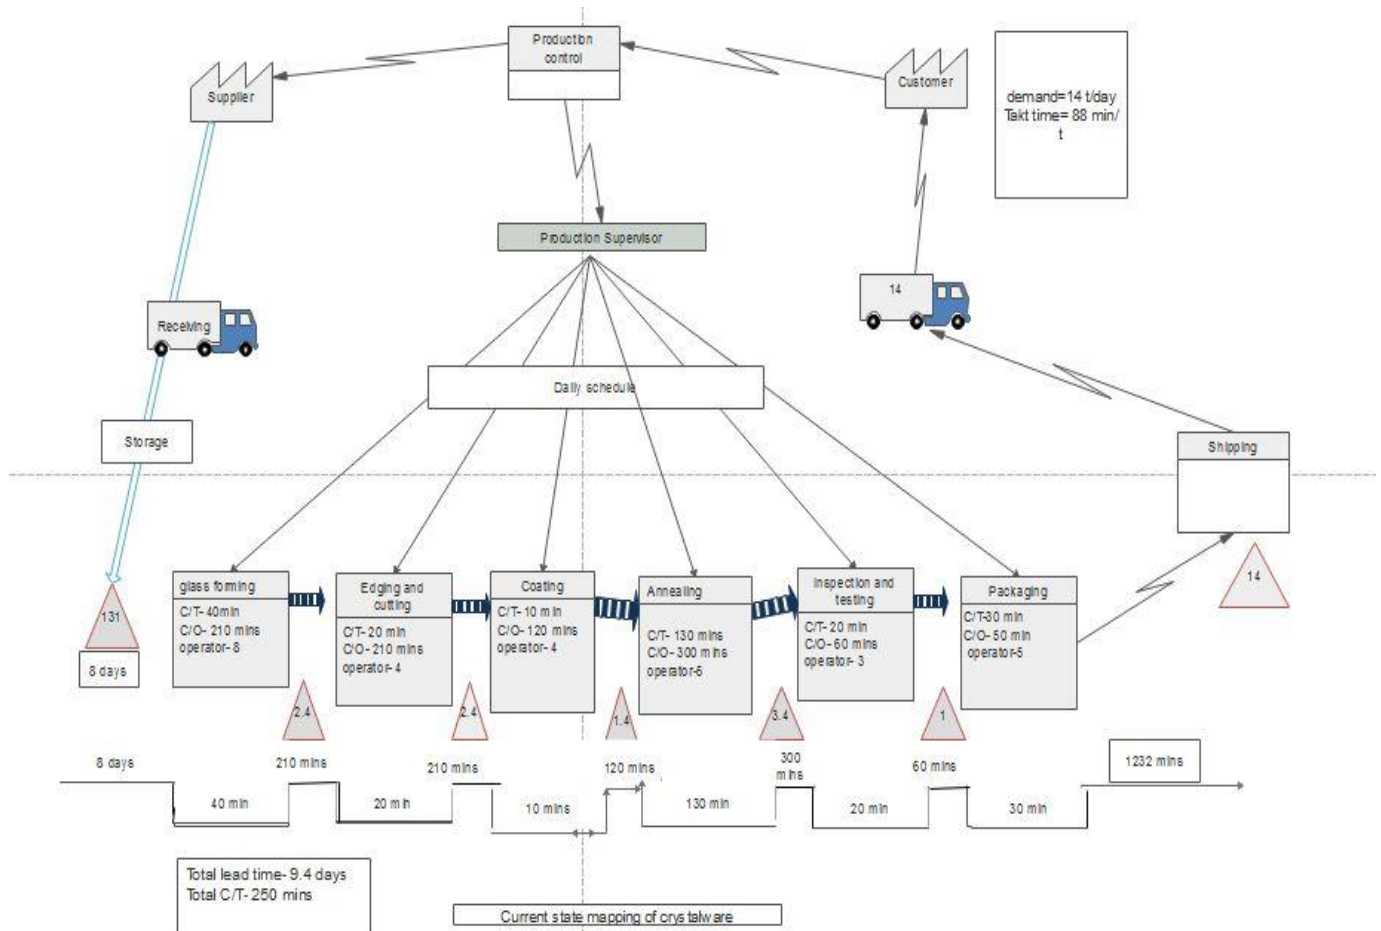 Production
control
Supplier
Customer
demand=14 t/day
Takt time= 88 min/
t
Production Supervisor
14
Receiving
Daily schedule
Storage
Shipping
14
131
8 days
glass forming
C/T- 40min
C/O- 210 mins
operator- 8
Edging and
cutting
C/T- 20 min
C/O- 210 mins
operator- 4
Coating
C/T- 10 min
C/O- 120 mins
operator- 4
Annealing
C/T- 130 mins
C/O- 300 mins
operator-6
Inspection and
testing
C/T- 20 min
C/O- 60 mins
operator- 3
Packaging
C/T-30 min
C/O- 50 min
operator-5
2.4
2.4
1.4
3.4
1
8 days
210 mins
210 mins
120 mins
300
mins
60 mins
1232 mins
40 min
20 min
10 mins
130 min
20 min
30 min
Total lead time- 9.4 days
Total C/T- 250 mins
Current state mapping of crystalware